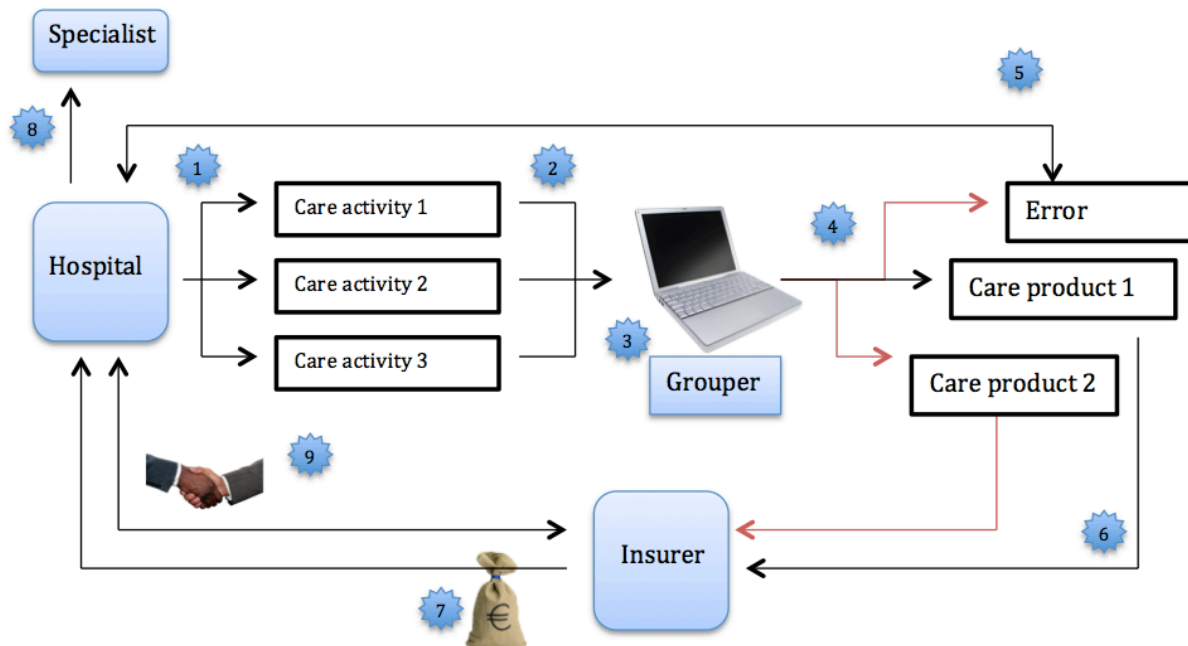 Specialist
5
8
1
2
Care activity 1
Error
4
Hospital
Care activity 2
Care product 1
3
Care activity 3
Grouper
Care product 2
9
6
Insurer
7
€